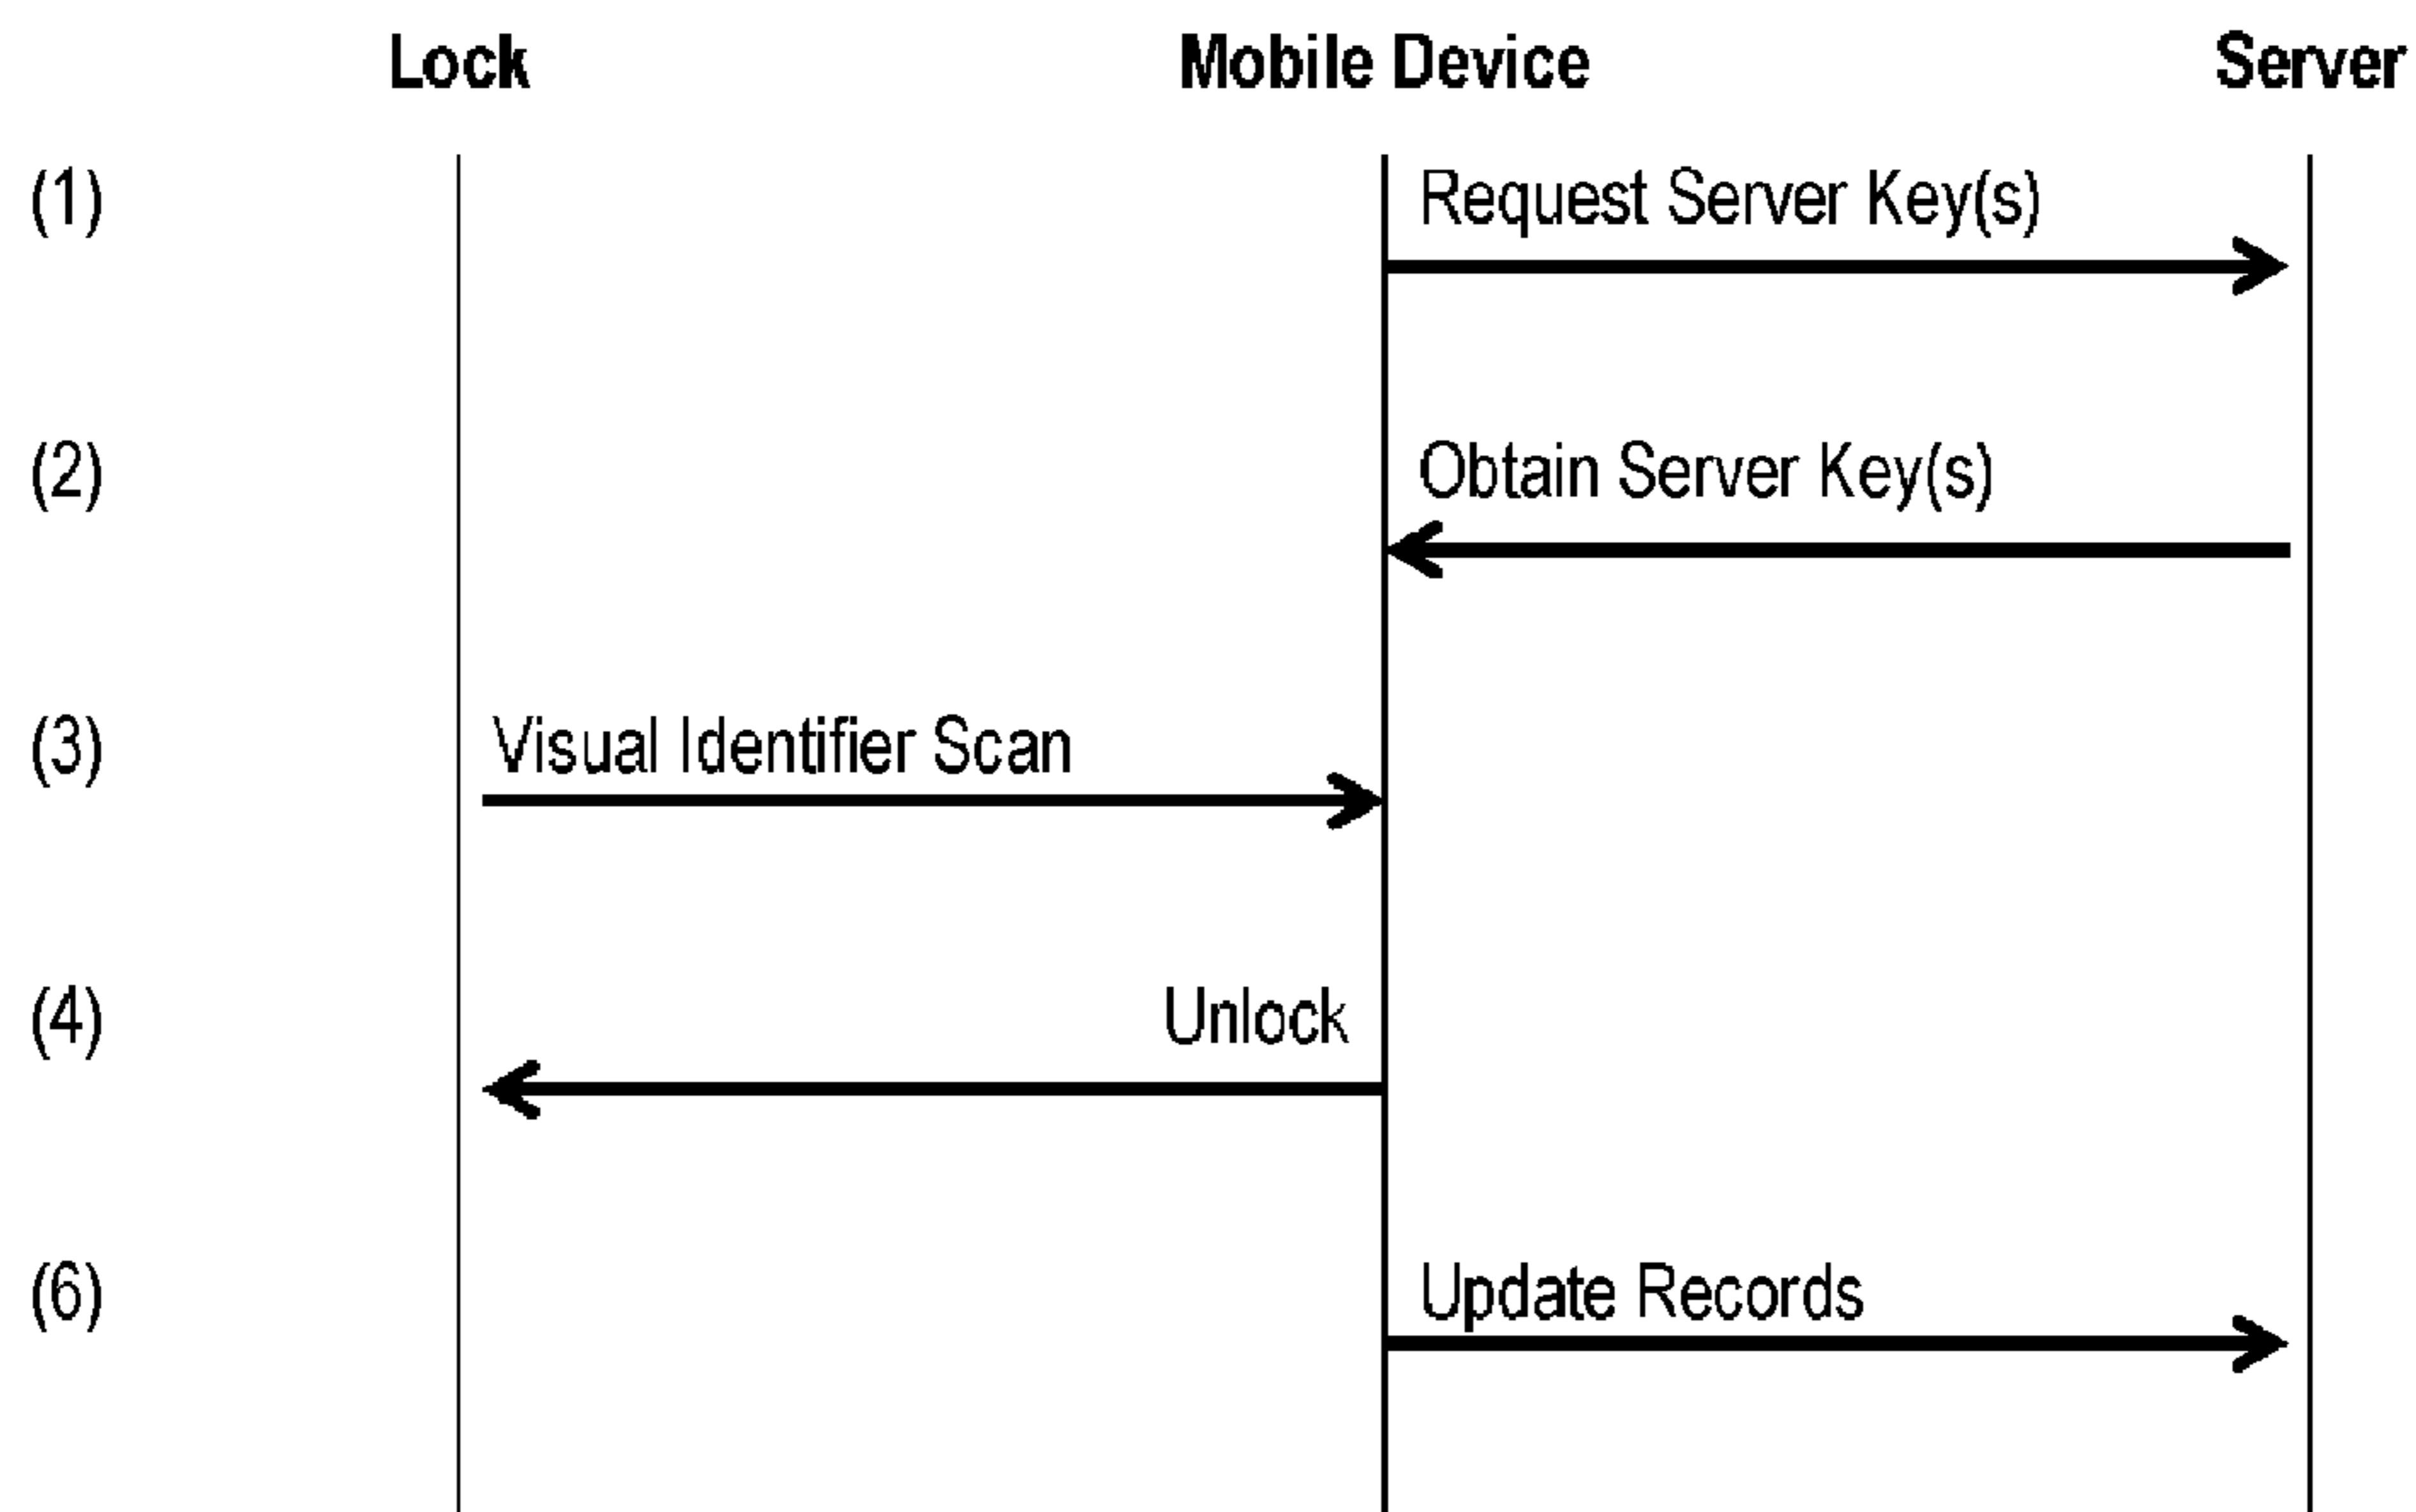 Lock Mobile Device Server
(1) Request Server Key(s)
(2) Obtain Server Key(s)
(3) Visual Identifier Scan
(4) Unlock
(6) Update Records